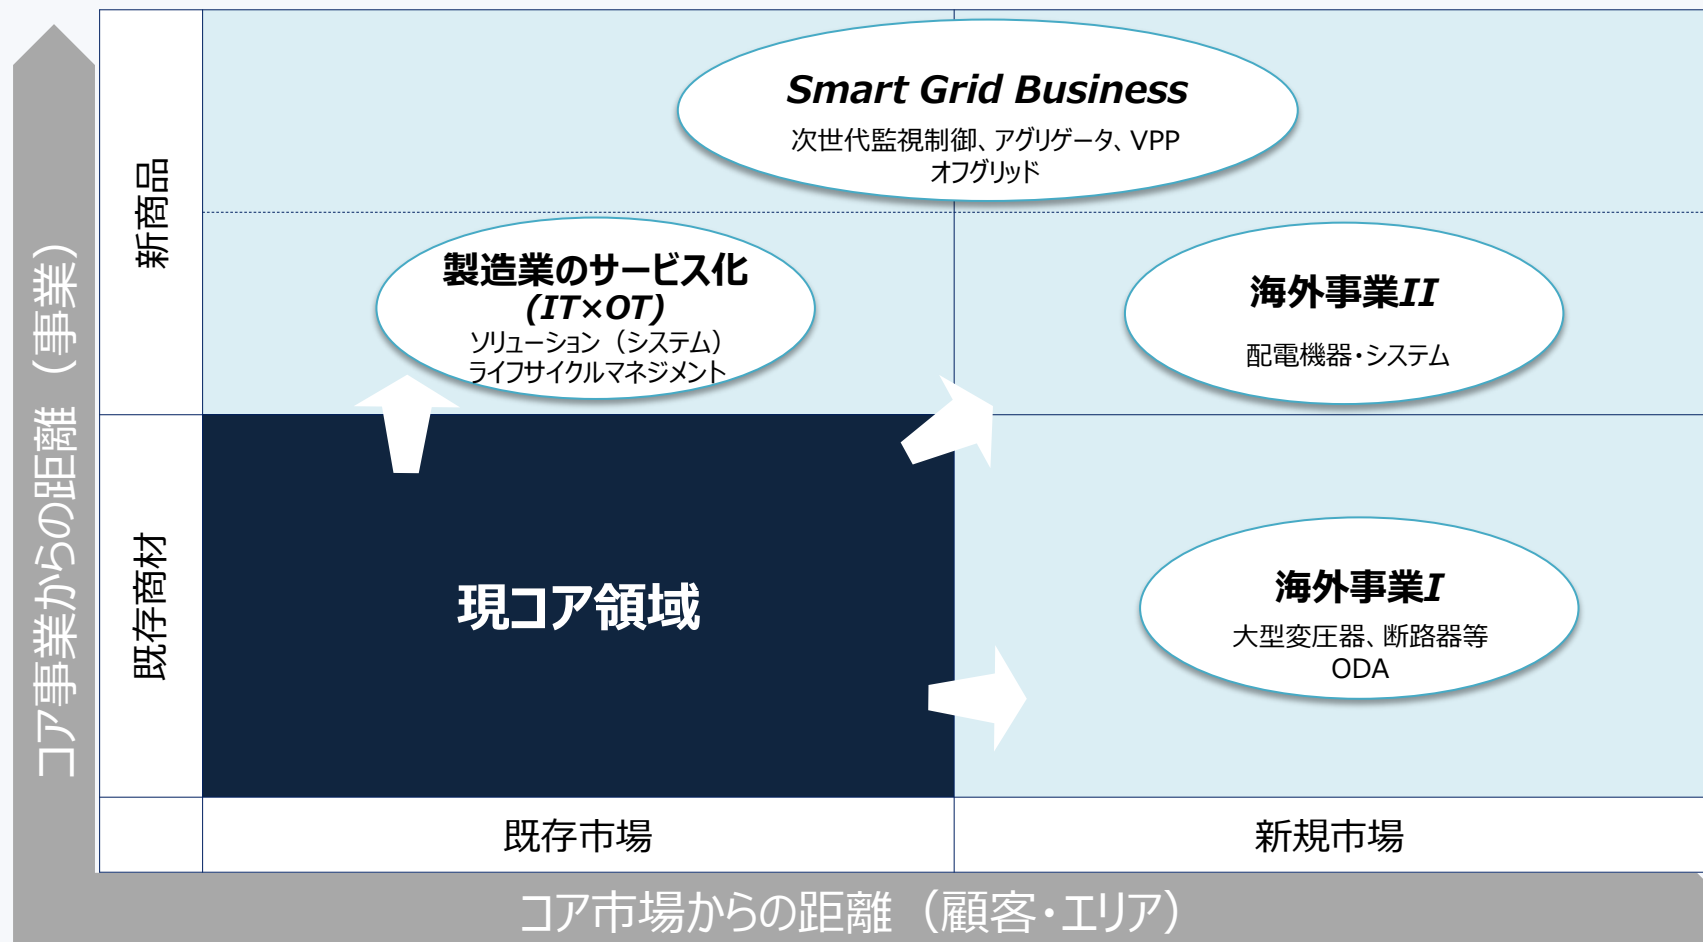 Smart Grid Business
次世代監視制御、アグリゲータ、VPP
オフグリッド
新商品
製造業のサービス化
(IT×OT)
ソリューション（システム）
ライフサイクルマネジメント
海外事業II
配電機器・システム
コア事業からの距離（事業）
既存商材
現コア領域
海外事業I
大型変圧器、断路器等
ODA
既存市場
新規市場
コア市場からの距離（顧客・エリア）